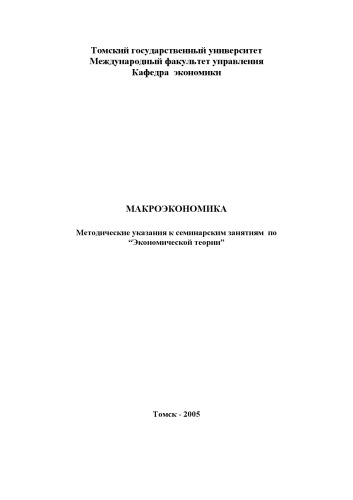 Томский государственный университет
Международный факультет управления
Кафедра экономики
МАКРОЭКОНОМИКА
Методические указания к семинарским занятиям по
“Экономической теории”
Томск - 2005